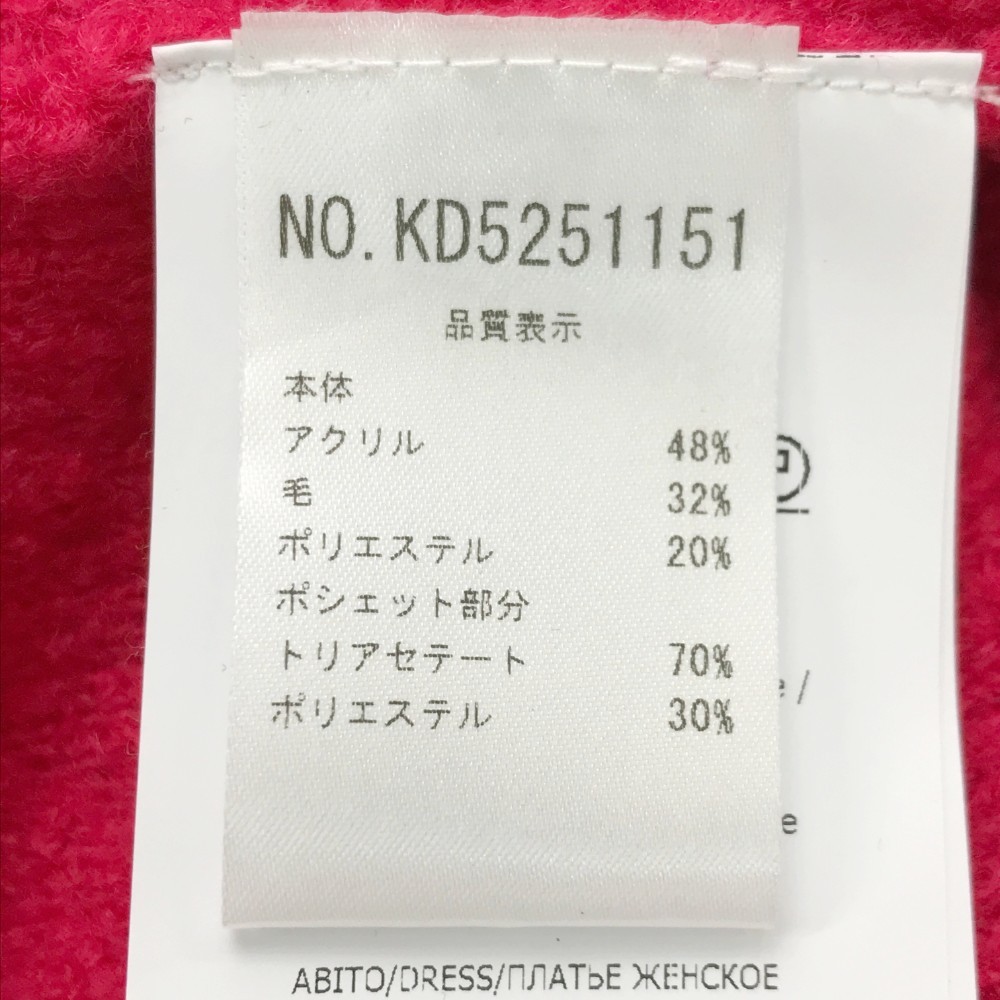 NO. KD5251151
品質表示
本体
アクリル 48%
毛 32%
ポリエステル 20%
ポシェット部分
トリアセテート 70%
ポリエステル 30%
e /
e
ABITO/DRESS/ПЛАТЬЕ ЖЕНСКОЕ